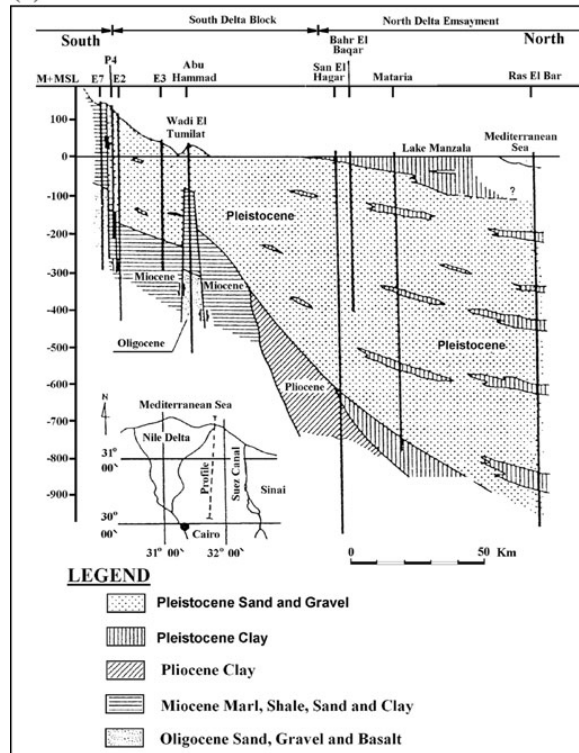 South Delta Block
North Delta Emsayment
South
North
P4
Abu
Hammad
Bahr El
Baqar
San El
Hagar
Mataria
Ras El Bar
M+MSL
E7
E2
E3
Wadi El
Tumilat
Lake Manzala
Mediterranean
Sea
100
0
-100
-200
-300
-400
-500
-600
-700
-800
-900
?
Pleistocene
Miocene
Miocene
Oligocene
Pliocene
Pleistocene
N
Mediterranean Sea
Nile Delta
31°
00`
Profile
Suez Canal
Sinai
30°
00`
Cairo
31° 00`
32° 00`
0
50
Km
LEGEND
Pleistocene Sand and Gravel
Pleistocene Clay
Pliocene Clay
Miocene Marl, Shale, Sand and Clay
Oligocene Sand, Gravel and Basalt